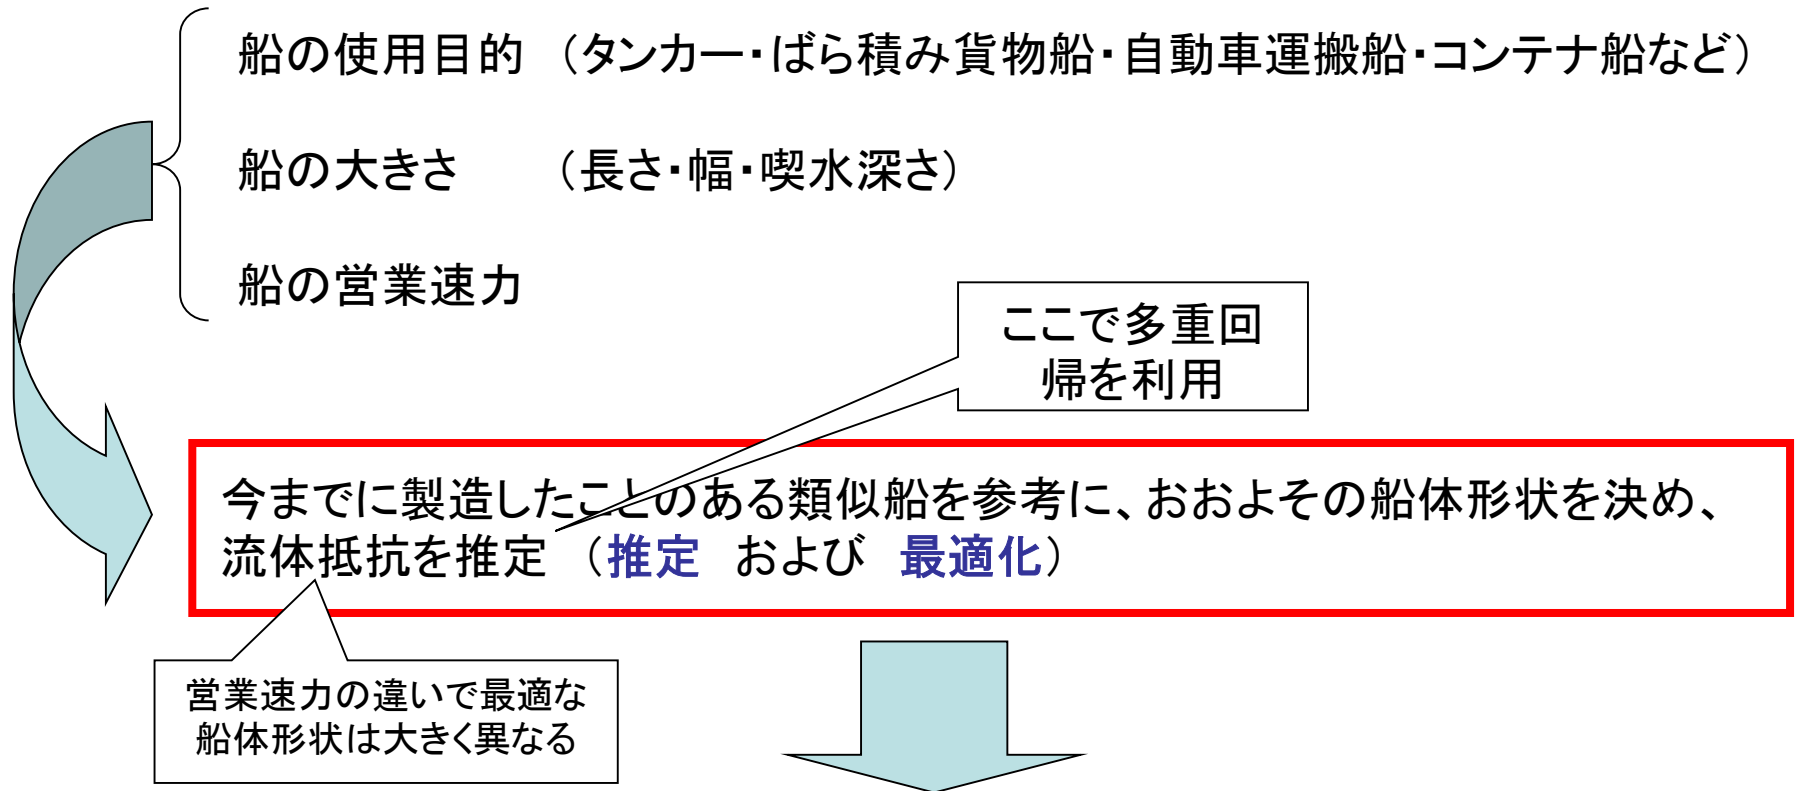 船の使用目的 （タンカー・ばら積み貨物船・自動車運搬船・コンテナ船など）
船の大きさ （長さ・幅・喫水深さ）
船の営業速力
ここで多重回
帰を利用
今までに製造したことのある類似船を参考に、おおよその船体形状を決め、
流体抵抗を推定 （推定 および 最適化）
営業速力の違いで最適な
船体形状は大きく異なる